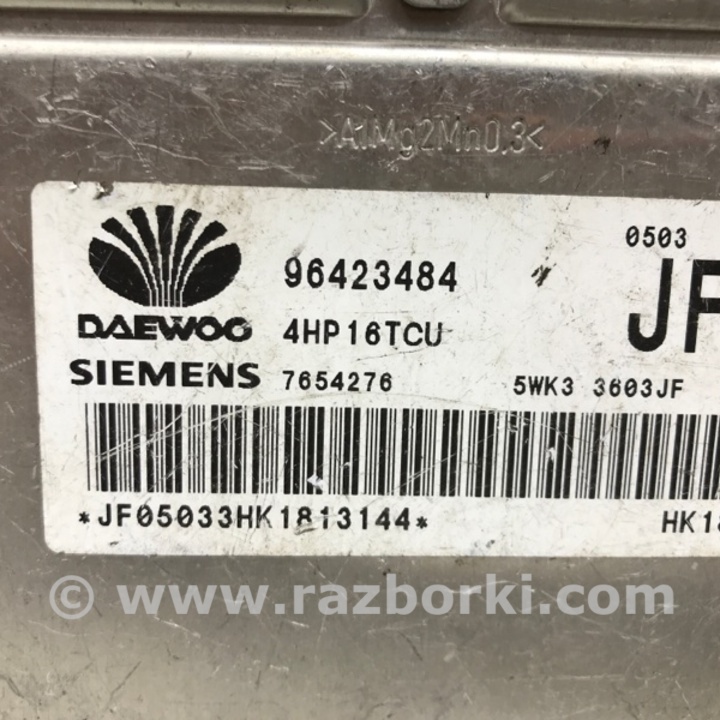 >AlMg2Mn0,3<
0503
96423484
JF
DAEWOO
4HP16TCU
SIEMENS
7654276
5WK3 3603JF
*JF05033HK1813144*
HK18
© www.razborki.com